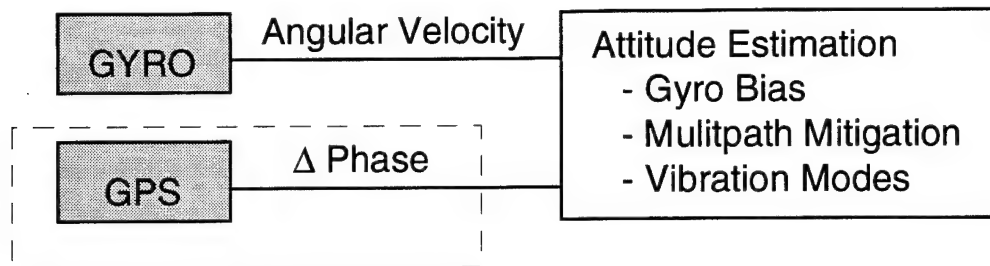 GYRO
Angular Velocity
GPS
Δ Phase
Attitude Estimation
- Gyro Bias
- Mulitpath Mitigation
- Vibration Modes